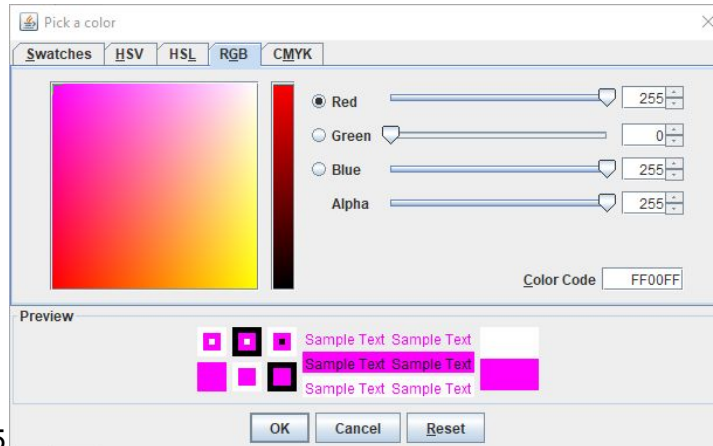 Pick a color
Swatches HSV HSL RGB CMYK
Red 255
Green 0
Blue 255
Alpha 255
Color Code FF00FF
Preview
Sample Text Sample Text
Sample Text Sample Text
Sample Text Sample Text
OK Cancel Reset